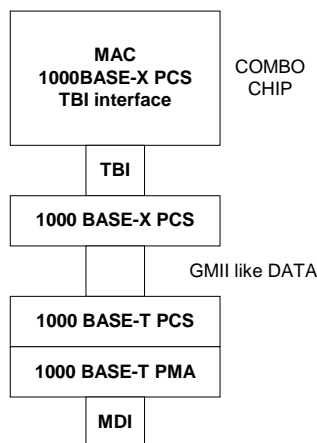 MAC
1000BASE-X PCS
TBI interface
COMBO
CHIP
TBI
1000 BASE-X PCS
GMII like DATA
1000 BASE-T PCS
1000 BASE-T PMA
MDI